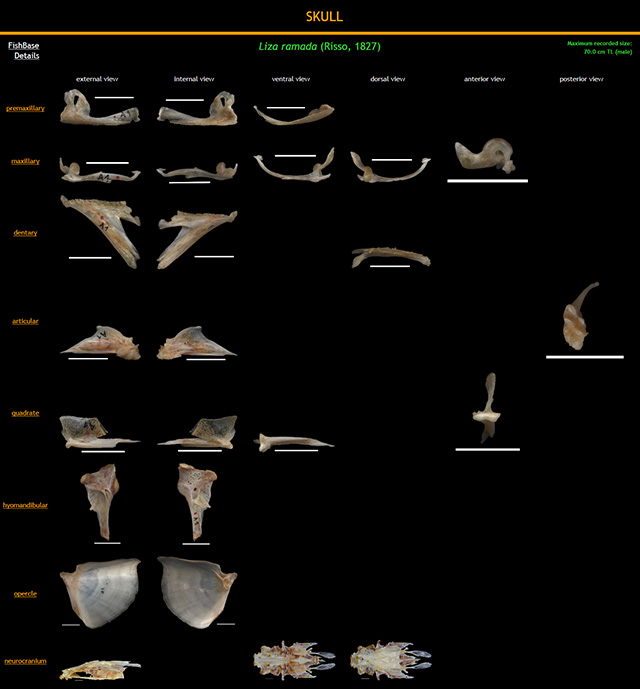 SKULL
FishBase
Details
Liza ramada (Risso, 1827)
Maximum recorded size:
70.0 cm TL (male)
external view internal view ventral view dorsal view anterior view posterior view
premaxillary
maxillary
dentary
articular
quadrate
hyomandibular
opercle
neurocranium